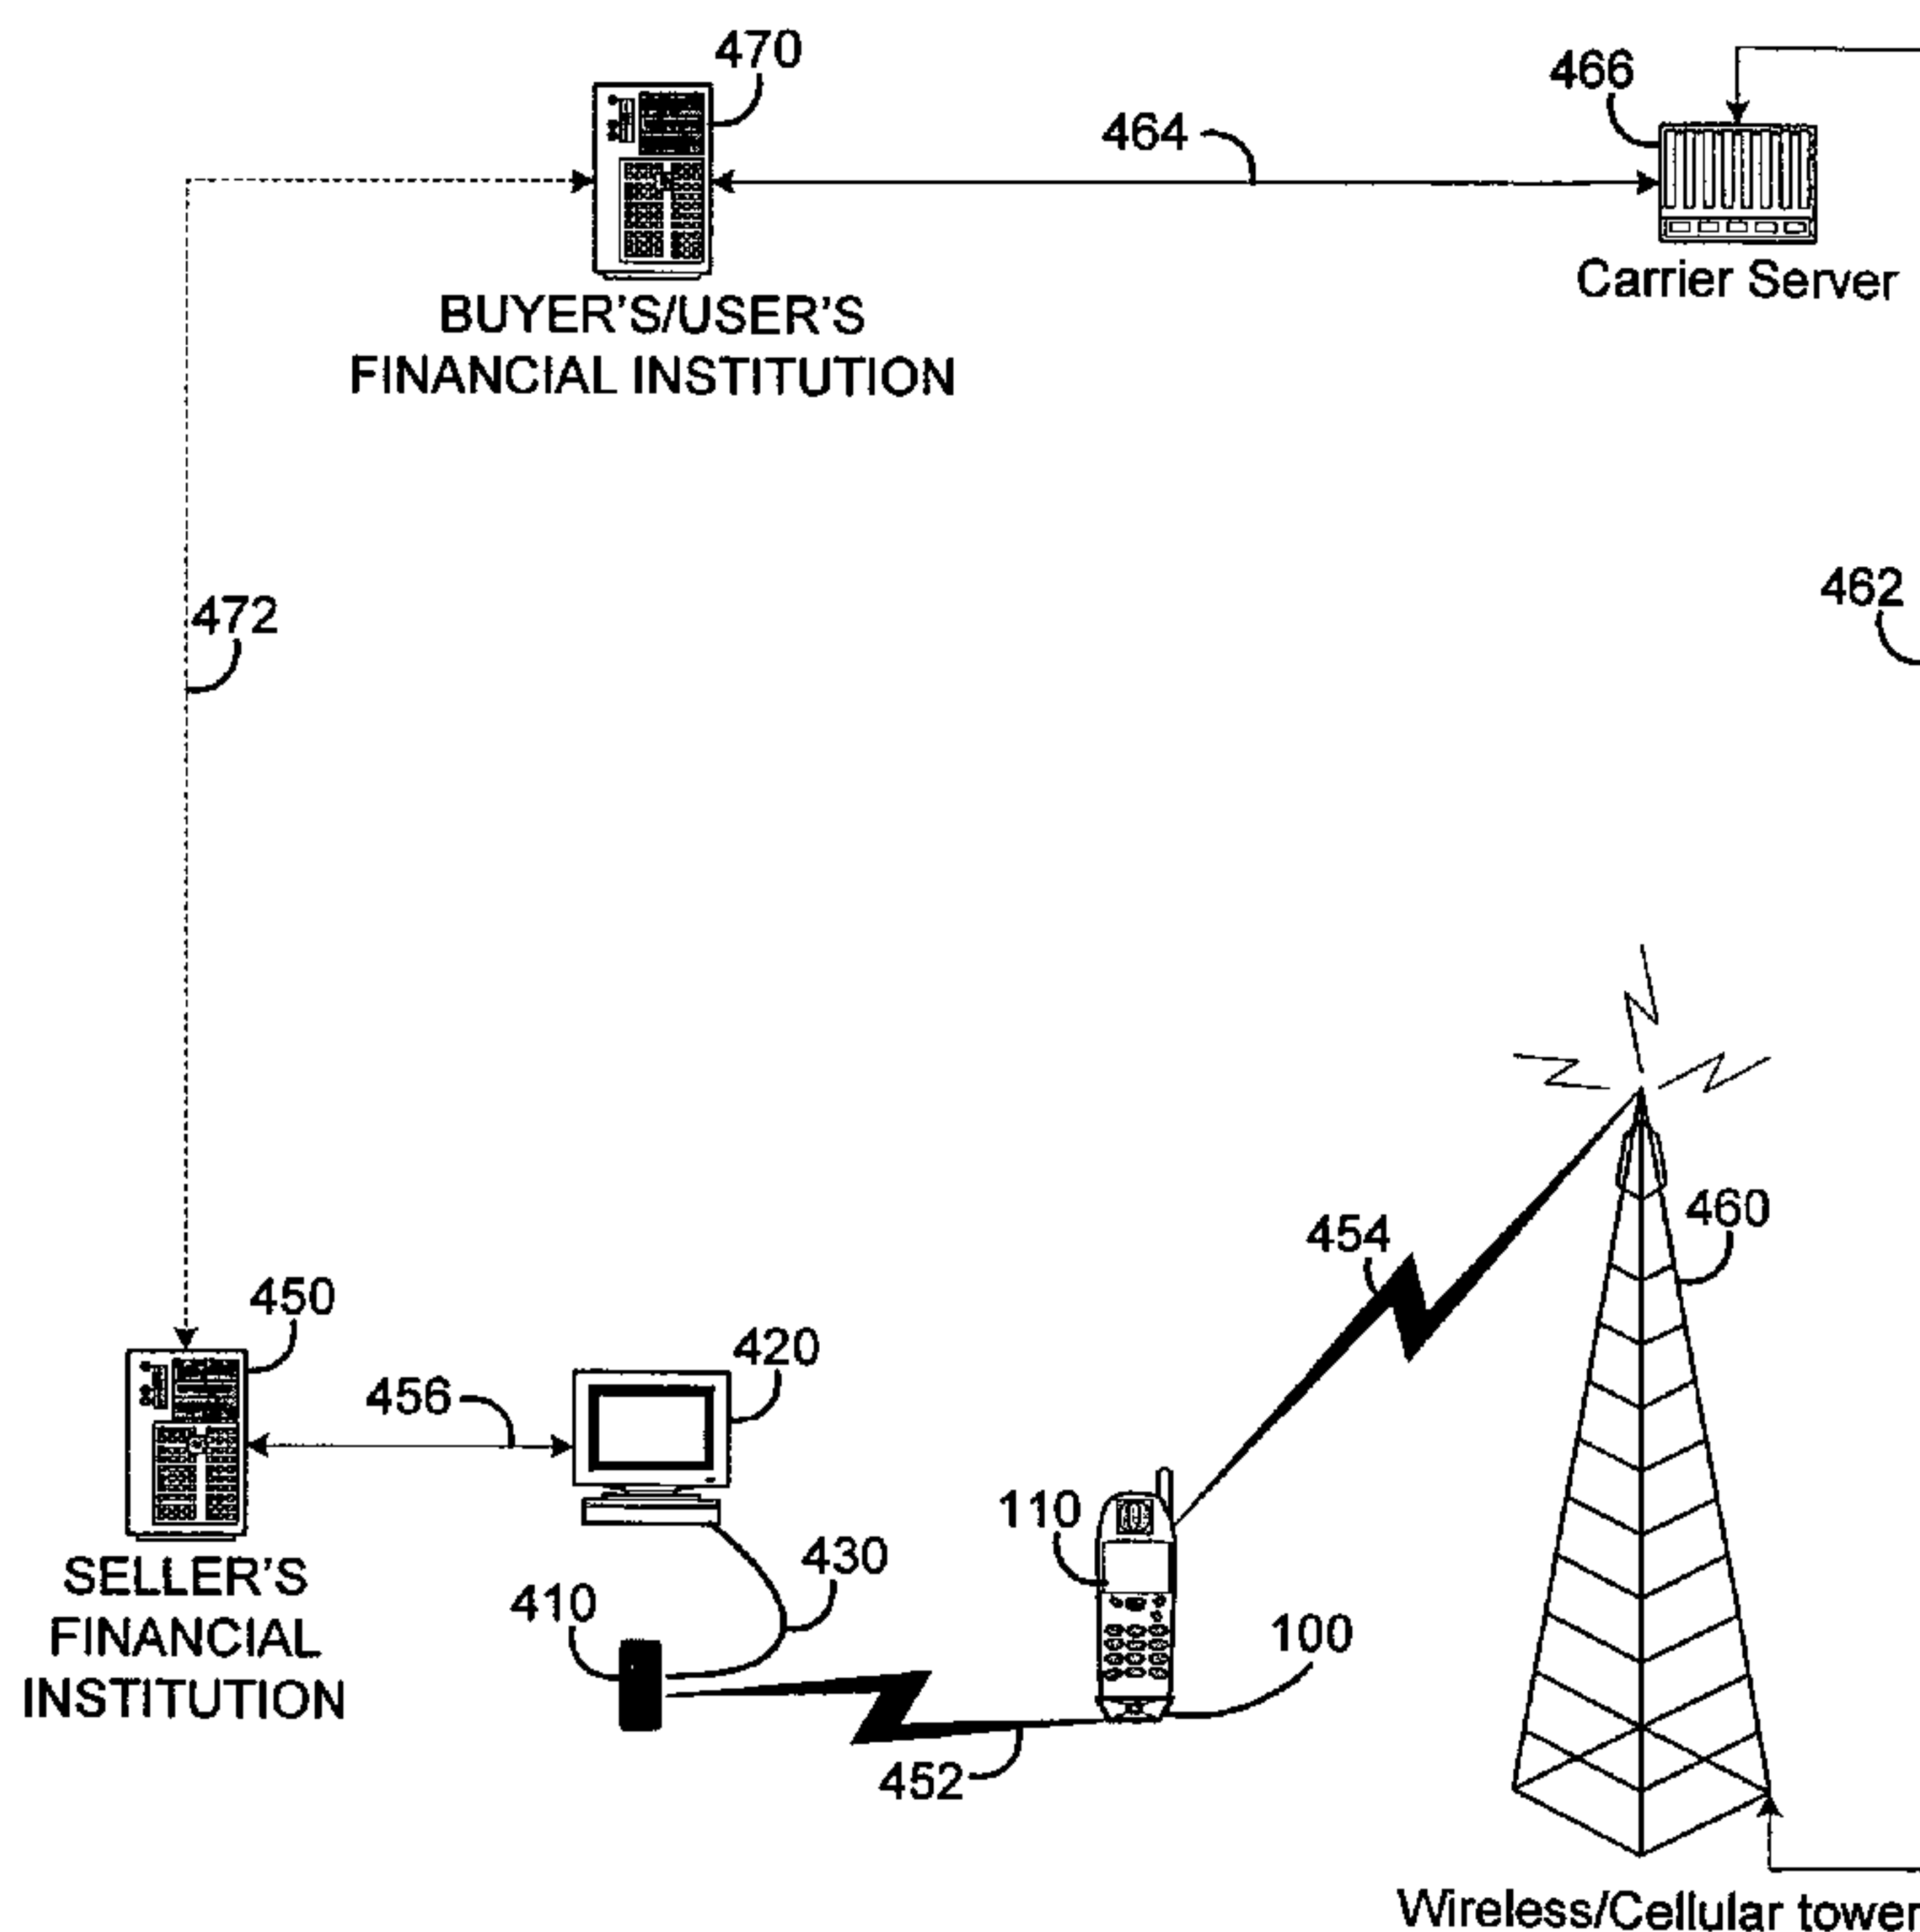 470
466
464
Carrier Server
BUYER'S/USER'S
FINANCIAL INSTITUTION
462
472
460
454
450
420
456
110
430
410
100
SELLER'S
FINANCIAL
INSTITUTION
452
Wireless/Cellular tower